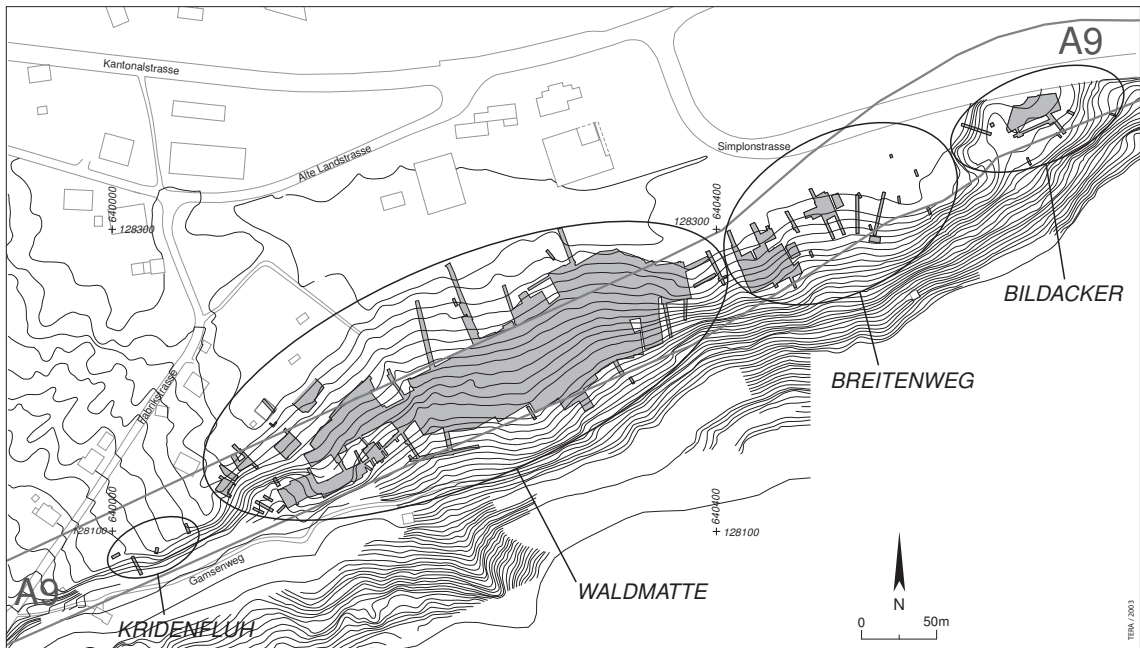 A9
Kantonalstrasse
Alte Landstrasse
Simplonstrasse
640000
128300
640400
128300
BILDACKER
BREITENWEG
Fabrikstrasse
640000
128100
640400
128100
Gamsenweg
WALDMATTE
A9
KRIDENFLUH
N
0 50m
TERA / 2003